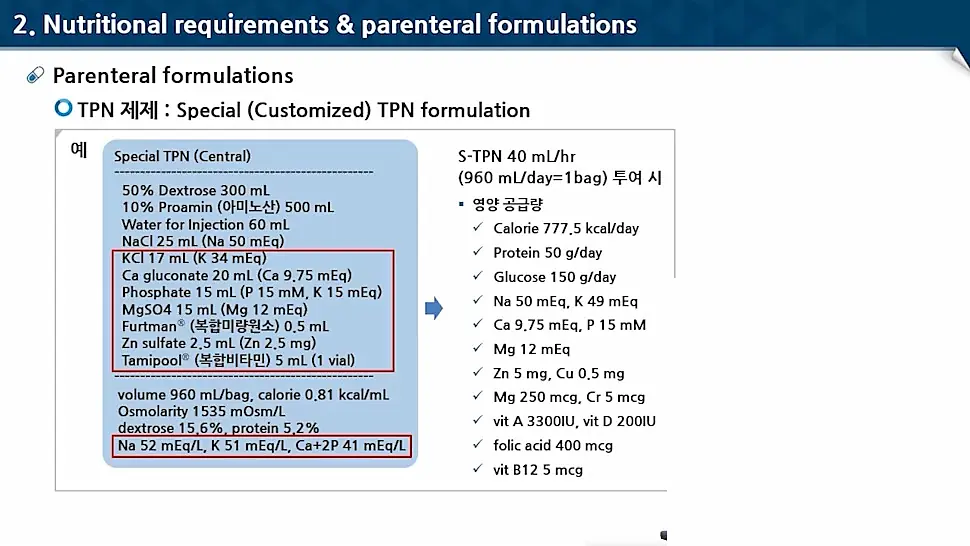 2. Nutritional requirements & parenteral formulations
Parenteral formulations
TPN 제제 : Special (Customized) TPN formulation
예
Special TPN (Central)
50% Dextrose 300 mL
10% Proamin (아미노산) 500 mL
Water for Injection 60 mL
NaCl 25 mL (Na 50 mEq)
KCl 17 mL (K 34 mEq)
Ca gluconate 20 mL (Ca 9.75 mEq)
Phosphate 15 mL (P 15 mM, K 15 mEq)
MgSO4 15 mL (Mg 12 mEq)
Furtman® (복합미량원소) 0.5 mL
Zn sulfate 2.5 mL (Zn 2.5 mg)
Tamipool® (복합비타민) 5 mL (1 vial)
volume 960 mL/bag, calorie 0.81 kcal/mL
Osmolarity 1535 mOsm/L
dextrose 15.6%, protein 5.2%
Na 52 mEq/L, K 51 mEq/L, Ca+2P 41 mEq/L
S-TPN 40 mL/hr
(960 mL/day=1bag) 투여 시
영양 공급량
Calorie 777.5 kcal/day
Protein 50 g/day
Glucose 150 g/day
Na 50 mEq, K 49 mEq
Ca 9.75 mEq, P 15 mM
Mg 12 mEq
Zn 5 mg, Cu 0.5 mg
Mg 250 mcg, Cr 5 mcg
vit A 3300IU, vit D 200IU
folic acid 400 mcg
vit B12 5 mcg